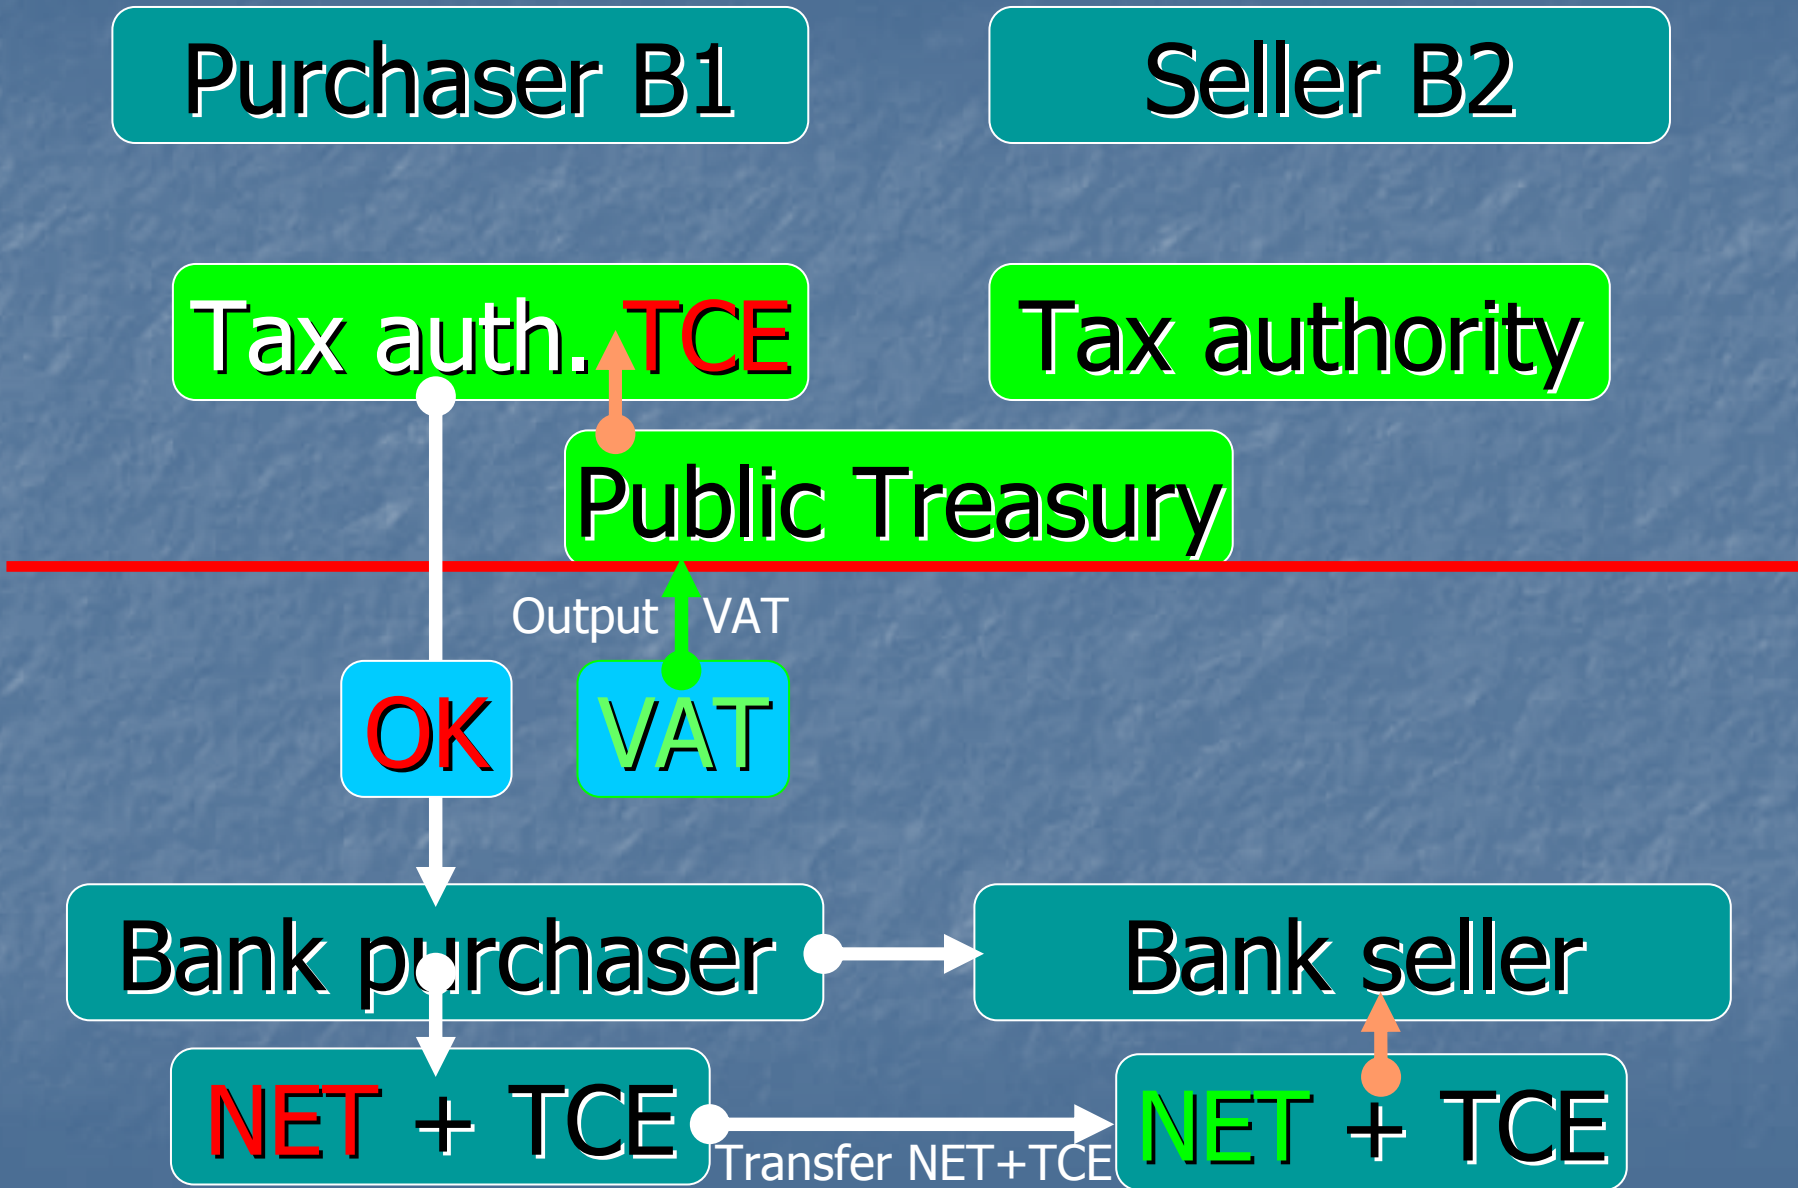 Purchaser B1
Seller B2
Tax auth. TCE
Tax authority
Public Treasury
Output VAT
OK
VAT
Bank purchaser
Bank seller
NET + TCE
Transfer NET+TCE
NET + TCE